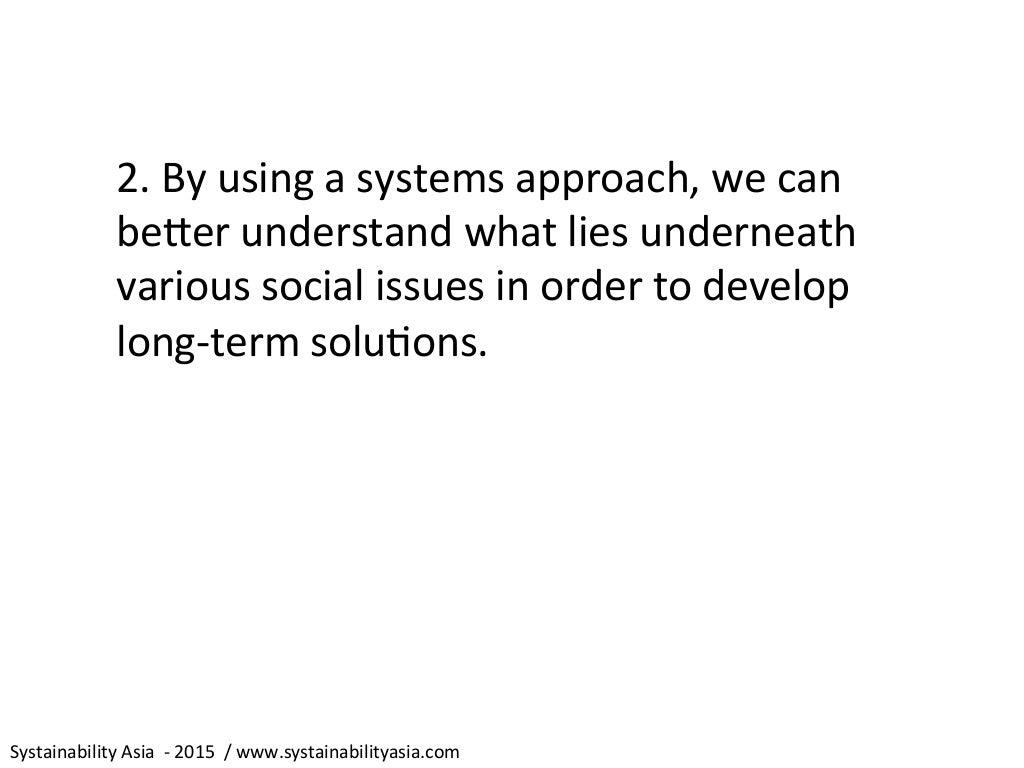 2. By using a systems approach, we can
better understand what lies underneath
various social issues in order to develop
long-term solutions.
Systainability Asia - 2015 / www.systainabilityasia.com